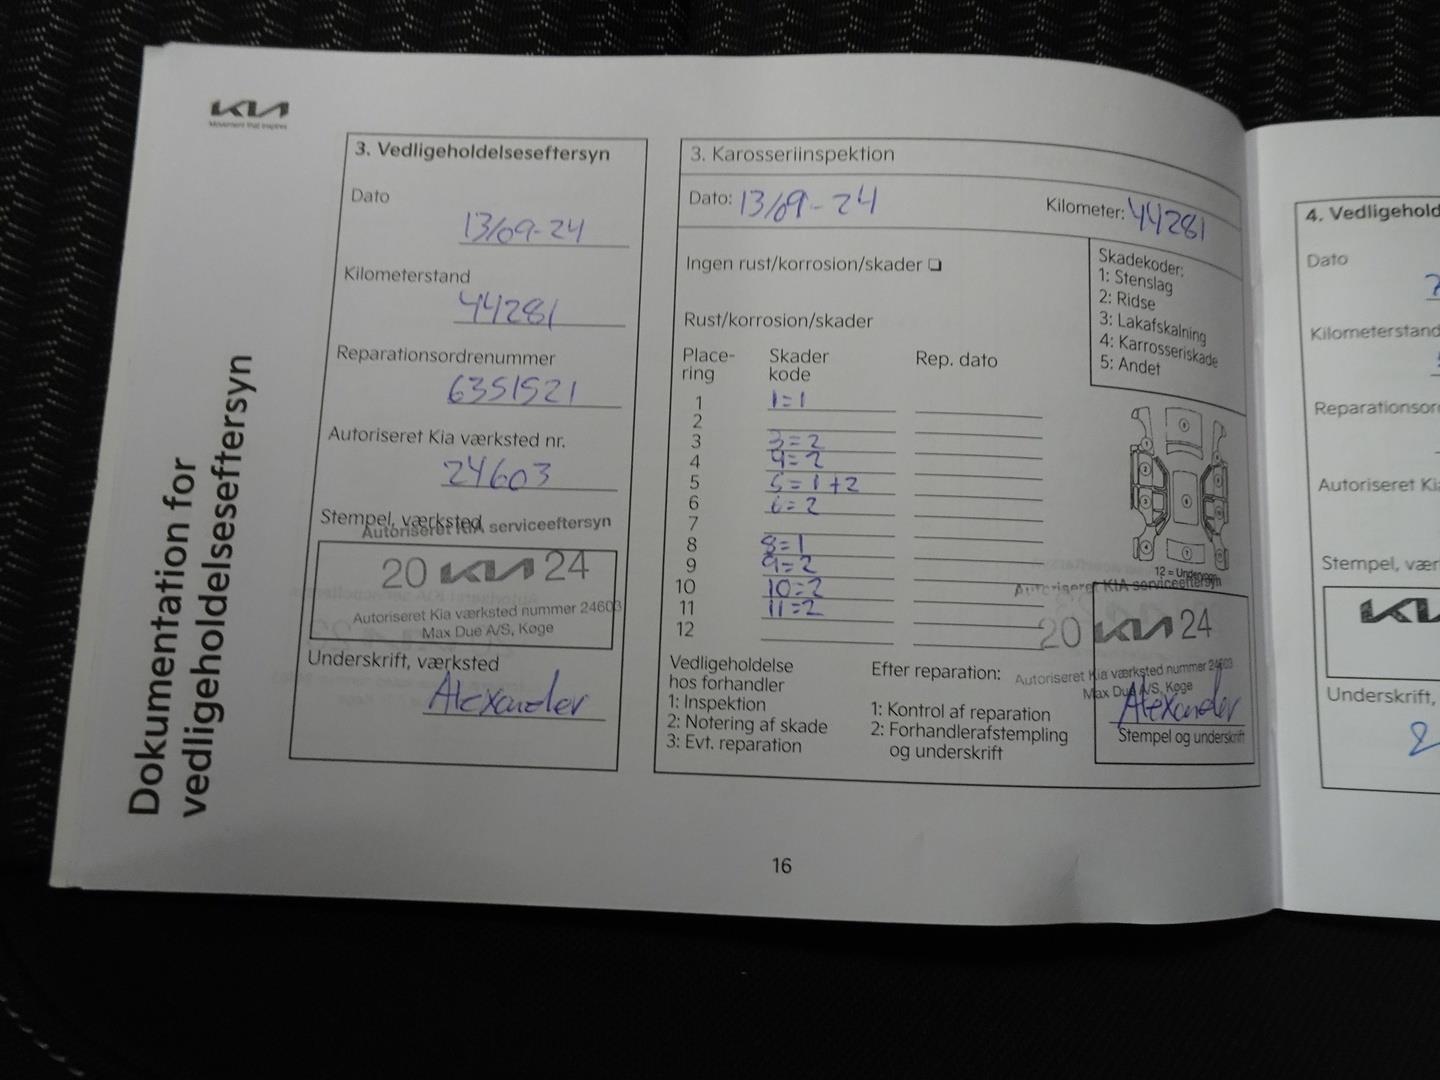 KIA
Movement that inspires
Dokumentation for
vedligeholdelseseftersyn
3. Vedligeholdelseseftersyn
Dato
13/09-24
Kilometerstand
44281
Reparationsordrenummer
6351521
Autoriseret Kia værksted nr.
24603
Stempel, værksted
Autoriseret KIA serviceeftersyn
20 KIA 24
Autoriseret Kia værksted nummer 24603
Max Due A/S, Køge
Underskrift, værksted
Alexander
3. Karosseriinspektion
Dato: 13/09-24
Kilometer: 44281
Ingen rust/korrosion/skader
Skadekoder:
1: Stenslag
2: Ridse
3: Lakafskalning
4: Karrosseriskade
5: Andet
Rust/korrosion/skader
Place-
ring
Skader
kode
Rep. dato
1 1=1
2
3 3=2
4 4=2
5 5=1+2
6 6=2
7
8 8=1
9 9=2
10 10=2
11 11=2
12
12 = Undervogn
Vedligeholdelse
hos forhandler
1: Inspektion
2: Notering af skade
3: Evt. reparation
Efter reparation:
1: Kontrol af reparation
2: Forhandlerafstempling
og underskrift
Autoriseret KIA serviceeftersyn
20 KIA 24
Autoriseret Kia værksted nummer 24603
Max Due A/S, Køge
Alexander
Stempel og underskrift
16
4. Vedligehold
Dato
Kilometerstand
Reparationsor
Autoriseret Ki
Stempel, vær
Underskrift,